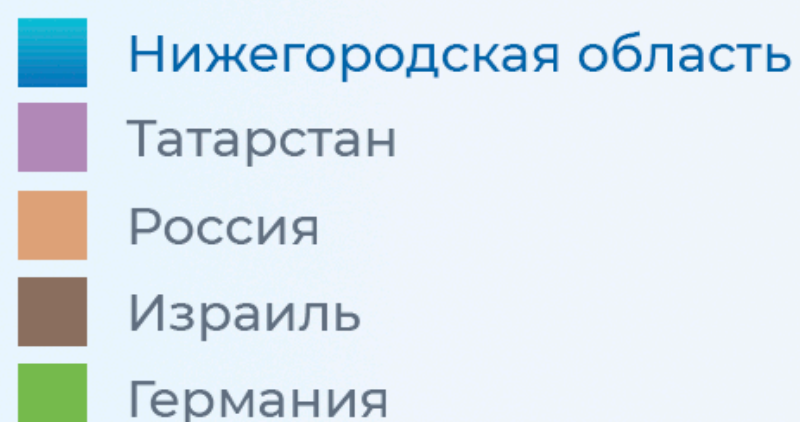 Нижегородская область
Татарстан
Россия
Израиль
Германия